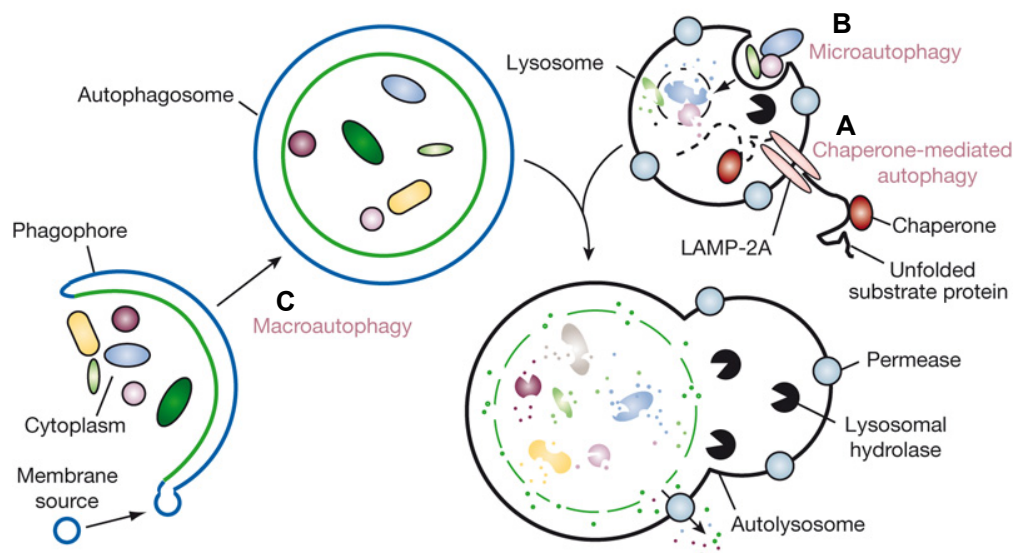 B
Microautophagy
Lysosome
Autophagosome
A
Chaperone-mediated
autophagy
Chaperone
LAMP-2A
Unfolded
substrate protein
Phagophore
C
Macroautophagy
Cytoplasm
Membrane
source
Permease
Lysosomal
hydrolase
Autolysosome